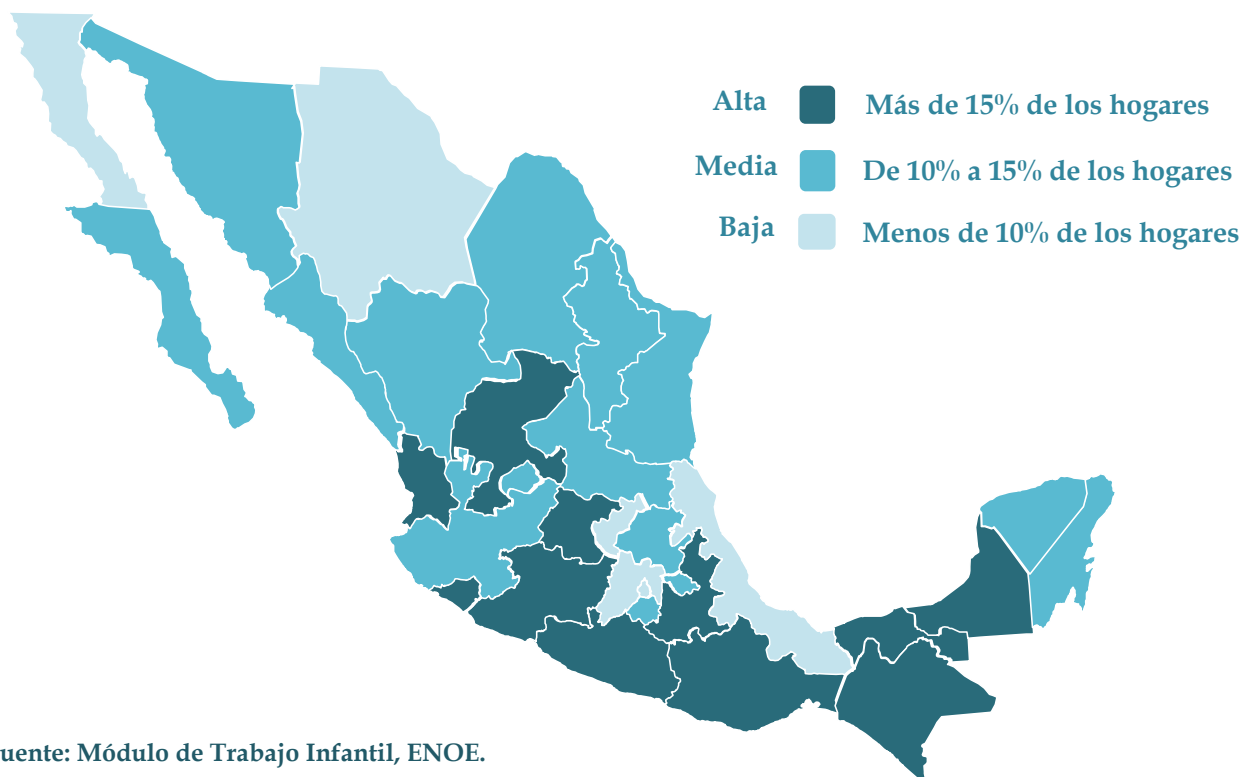 Alta Más de 15% de los hogares
Media De 10% a 15% de los hogares
Baja Menos de 10% de los hogares
uente: Módulo de Trabajo Infantil, ENOE.